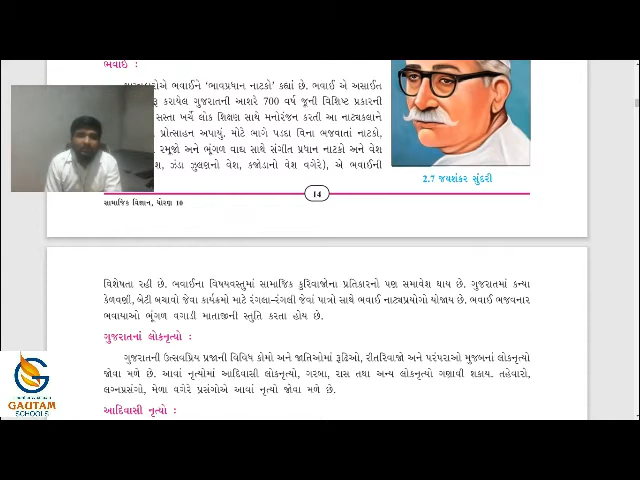 ભવાઈ :
ભવાઈને 'ભાવપ્રધાન નાટકો' કહ્યાં છે. ભવાઈ એ અસાઈત
કરાયેલ ગુજરાતની આશરે 700 વર્ષ જૂની વિશિષ્ટ પ્રકારની
સસ્તા ખર્ચે લોક શિક્ષણ સાથે મનોરંજન કરતી આ નાટ્યકલાને
પ્રોત્સાહન અપાયું. મોટે ભાગે પડદા વિના ભજવાતાં નાટકો,
રમૂજો અને ભૂંગળ વાદ્ય સાથે સંગીત પ્રધાન નાટકો અને વેશ
ઝંડા ઝુલણનો વેશ, કજોડાનો વેશ વગેરે), એ ભવાઈની
2.7 જયશંકર સુંદરી
14
સામાજિક વિજ્ઞાન, ધોરણ 10
વિશેષતા રહી છે. ભવાઈના વિષયવસ્તુમાં સામાજિક કુરિવાજોના પ્રતિકારનો પણ સમાવેશ થાય છે. ગુજરાતમાં કન્યા
કેળવણી, બેટી બચાવો જેવા કાર્યક્રમો માટે રંગલા-રંગલી જેવાં પાત્રો સાથે ભવાઈ નાટ્યપ્રયોગો યોજાય છે. ભવાઈ ભજવનાર
ભવાયાઓ ભૂંગળ વગાડી માતાજીની સ્તુતિ કરતા હોય છે.
ગુજરાતનાં લોકનૃત્યો :
ગુજરાતની ઉત્સવપ્રિય પ્રજાની વિવિધ કોમો અને જાતિઓમાં રૂઢિઓ, રીતરિવાજો અને પરંપરાઓ મુજબનાં લોકનૃત્યો
જોવા મળે છે. આવાં નૃત્યોમાં આદિવાસી લોકનૃત્યો, ગરબા, રાસ તથા અન્ય લોકનૃત્યો ગણાવી શકાય. તહેવારો,
લગ્નપ્રસંગો, મેળા વગેરે પ્રસંગોએ આવાં નૃત્યો જોવા મળે છે.
આદિવાસી નૃત્યો :
GAUTAM
SCHOOLS